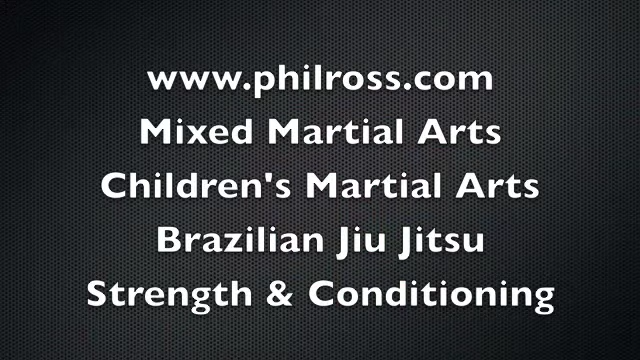 www.philross.com
Mixed Martial Arts
Children's Martial Arts
Brazilian Jiu Jitsu
Strength & Conditioning